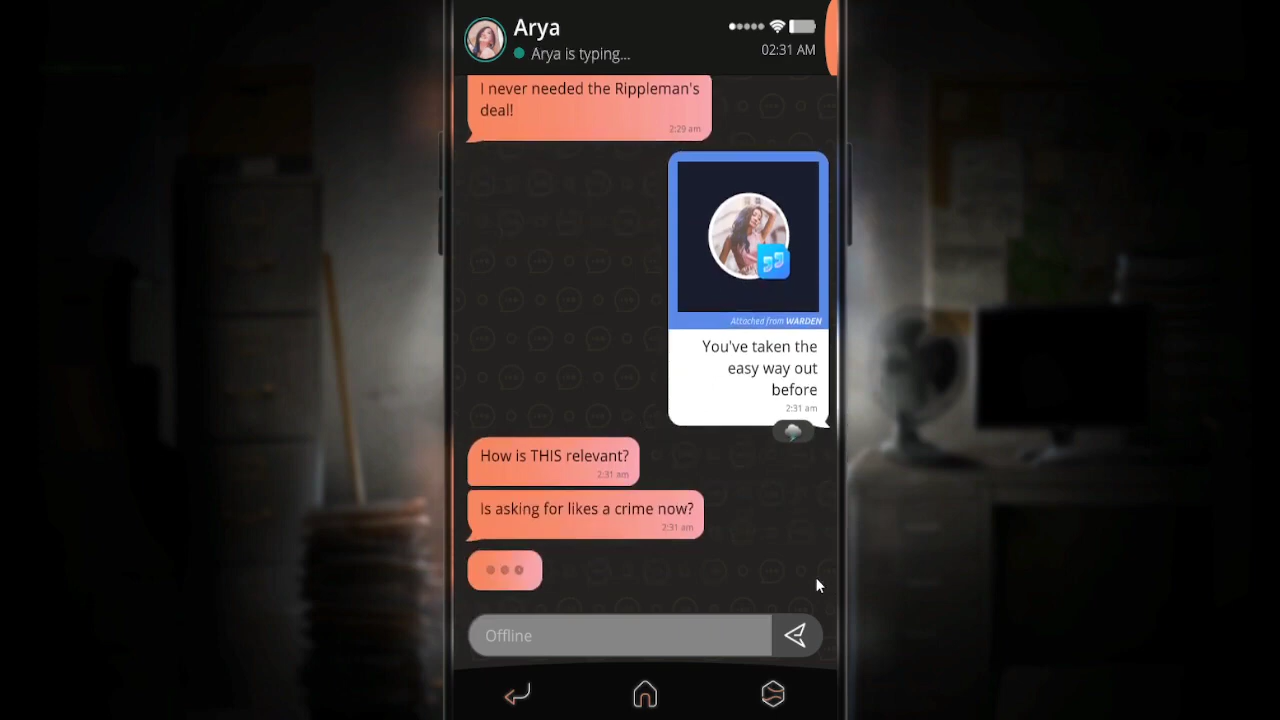 Arya
Arya is typing...
02:31 AM
I never needed the Rippleman's
deal!
2:29 am
Attached from WARDEN
You've taken the
easy way out
before
2:31 am
How is THIS relevant?
2:31 am
Is asking for likes a crime now?
2:31 am
Offline